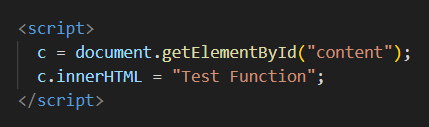 <script>
  c = document.getElementById("content");
  c.innerHTML = "Test Function";
</script>